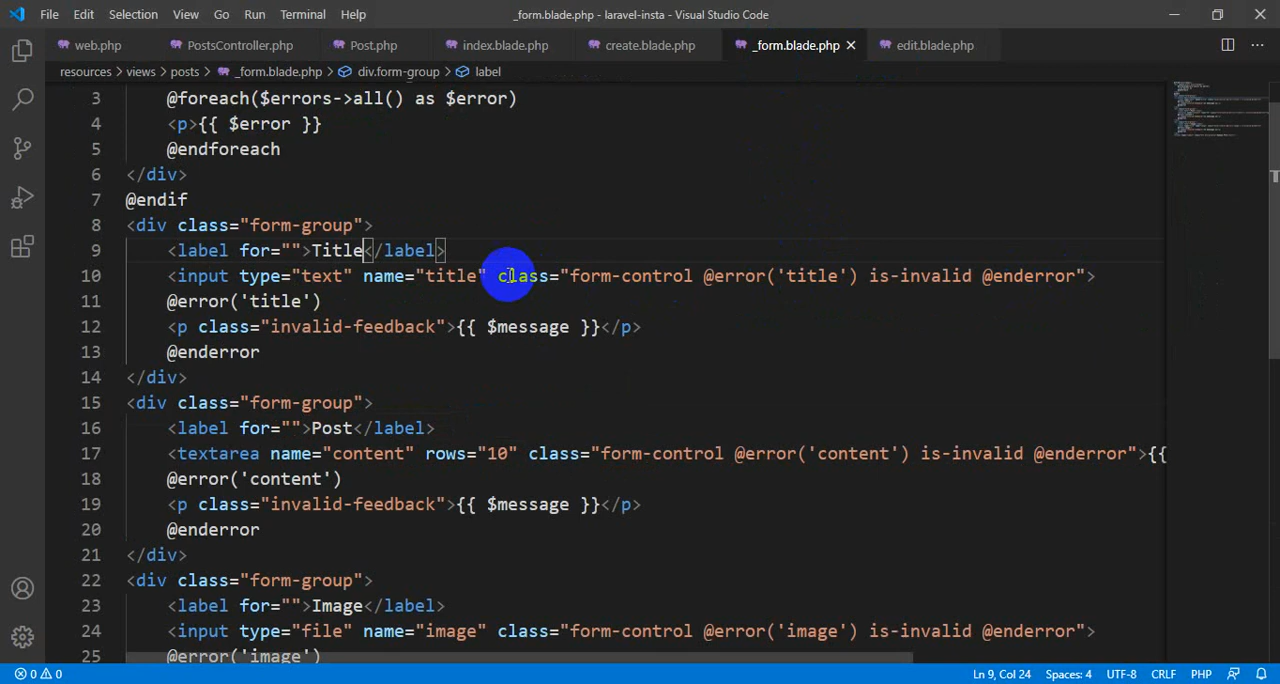 File Edit Selection View Go Run Terminal Help _form.blade.php - laravel-insta - Visual Studio Code
web.php PostsController.php Post.php index.blade.php create.blade.php _form.blade.php edit.blade.php
resources > views > posts > _form.blade.php > div.form-group > label
3 @foreach($errors->all() as $error)
4 <p>{{ $error }}
5 @endforeach
6 </div>
7 @endif
8 <div class="form-group">
9 <label for="">Title</label>
10 <input type="text" name="title" class="form-control @error('title') is-invalid @enderror">
11 @error('title')
12 <p class="invalid-feedback">{{ $message }}</p>
13 @enderror
14 </div>
15 <div class="form-group">
16 <label for="">Post</label>
17 <textarea name="content" rows="10" class="form-control @error('content') is-invalid @enderror">{{
18 @error('content')
19 <p class="invalid-feedback">{{ $message }}</p>
20 @enderror
21 </div>
22 <div class="form-group">
23 <label for="">Image</label>
24 <input type="file" name="image" class="form-control @error('image') is-invalid @enderror">
25 @error('image')
0 0 Ln 9, Col 24 Spaces: 4 UTF-8 CRLF PHP